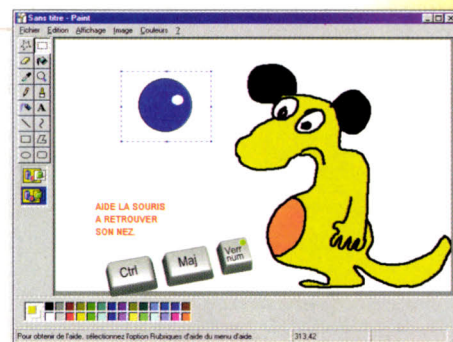 Sans titre - Paint
Fichier Edition Affichage Image Couleurs ?
A
AIDE LA SOURIS
A RETROUVER
SON NEZ.
Ctrl
Maj
Verr
num
Pour obtenir de l'aide, sélectionnez l'option Rubriques d'aide du menu d'aide. 313,42